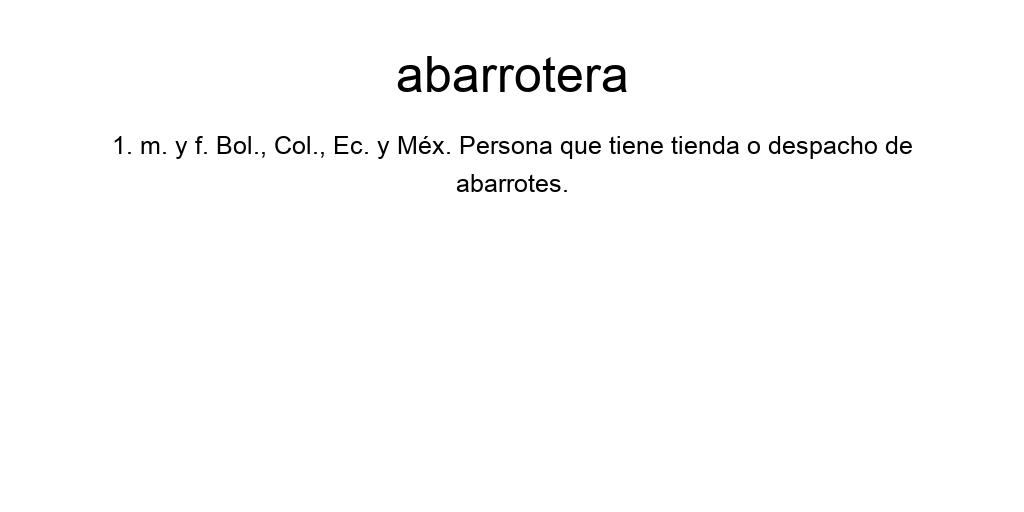 abarrotera
1. m. y f. Bol., Col., Ec. y Méx. Persona que tiene tienda o despacho de
abarrotes.